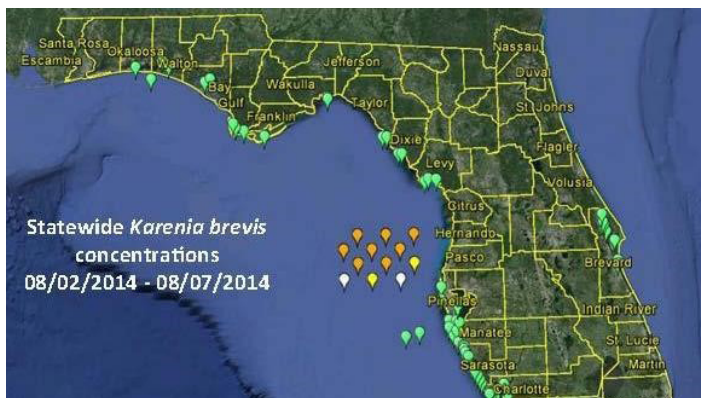 Nassau
Santa Rosa
Okaloosa
Escambia
Walton
Jefferson
Duval
Bay
Wakulla
Gulf
Taylor
St Johns
Franklin
Dixie
Flagler
Levy
Volusia
Citrus
Statewide Karenia brevis
concentrations
08/02/2014 - 08/07/2014
Hernando
Pasco
Brevard
Pinellas
Indian River
Manatee
St. Lucie
Sarasota
Martin
Charlotte